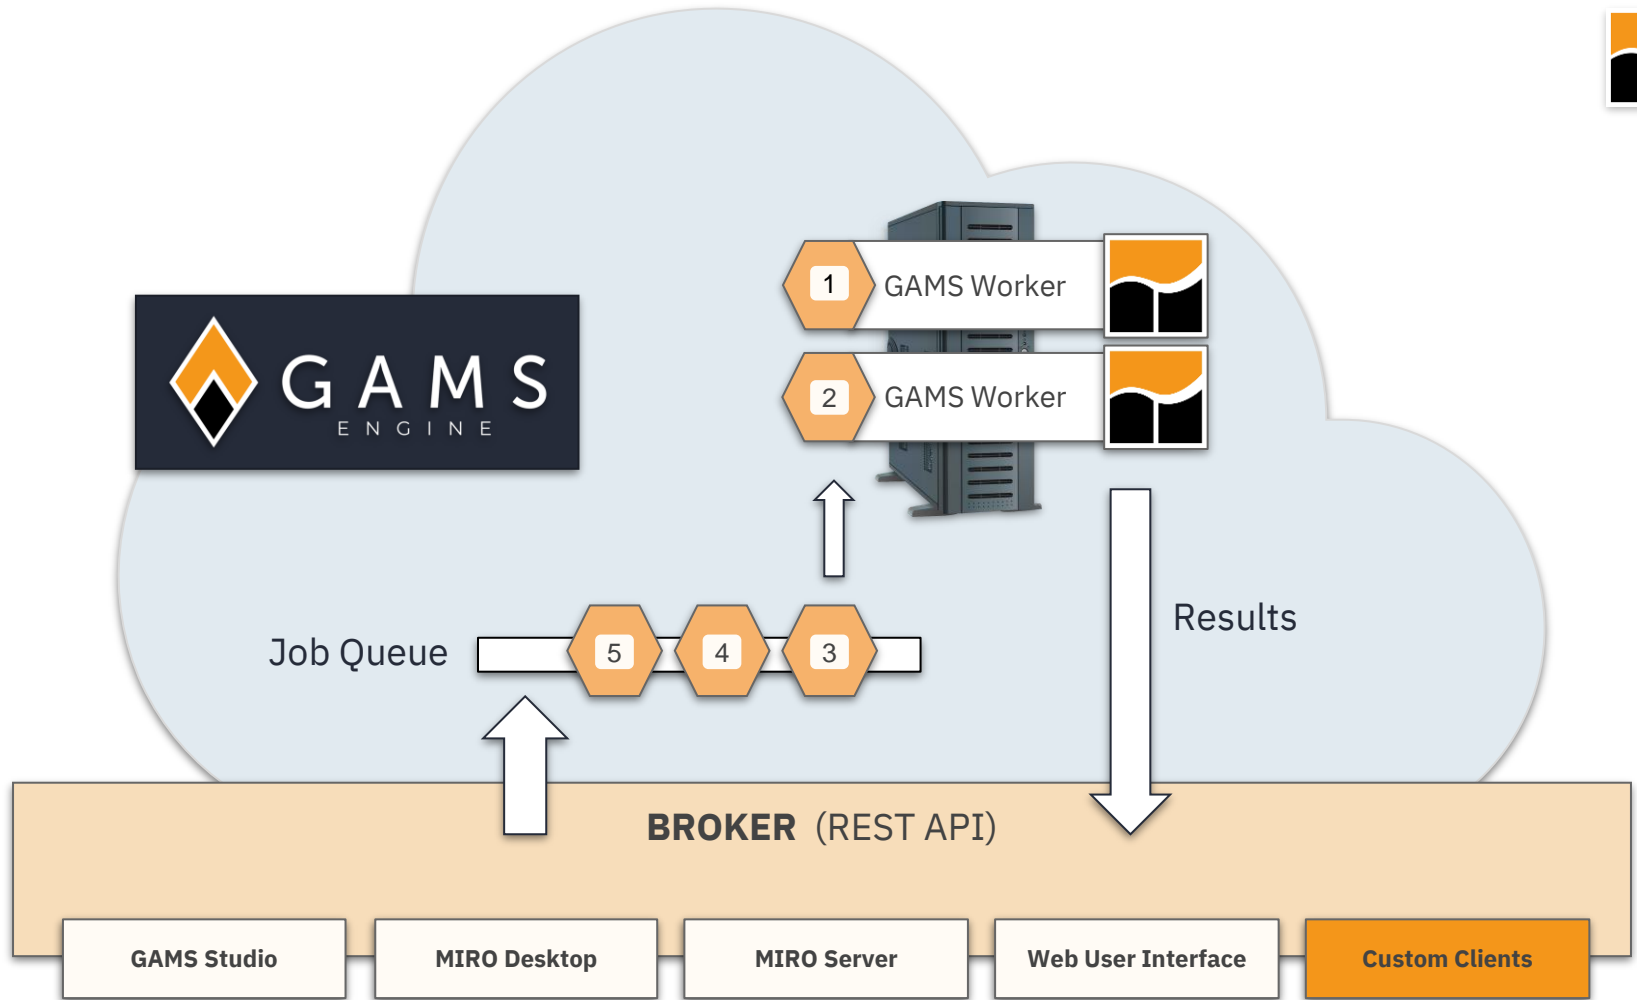 1
GAMS Worker
GAMS
ENGINE
2
GAMS Worker
Results
Job Queue
5
4
3
BROKER (REST API)
GAMS Studio
MIRO Desktop
MIRO Server
Web User Interface
Custom Clients